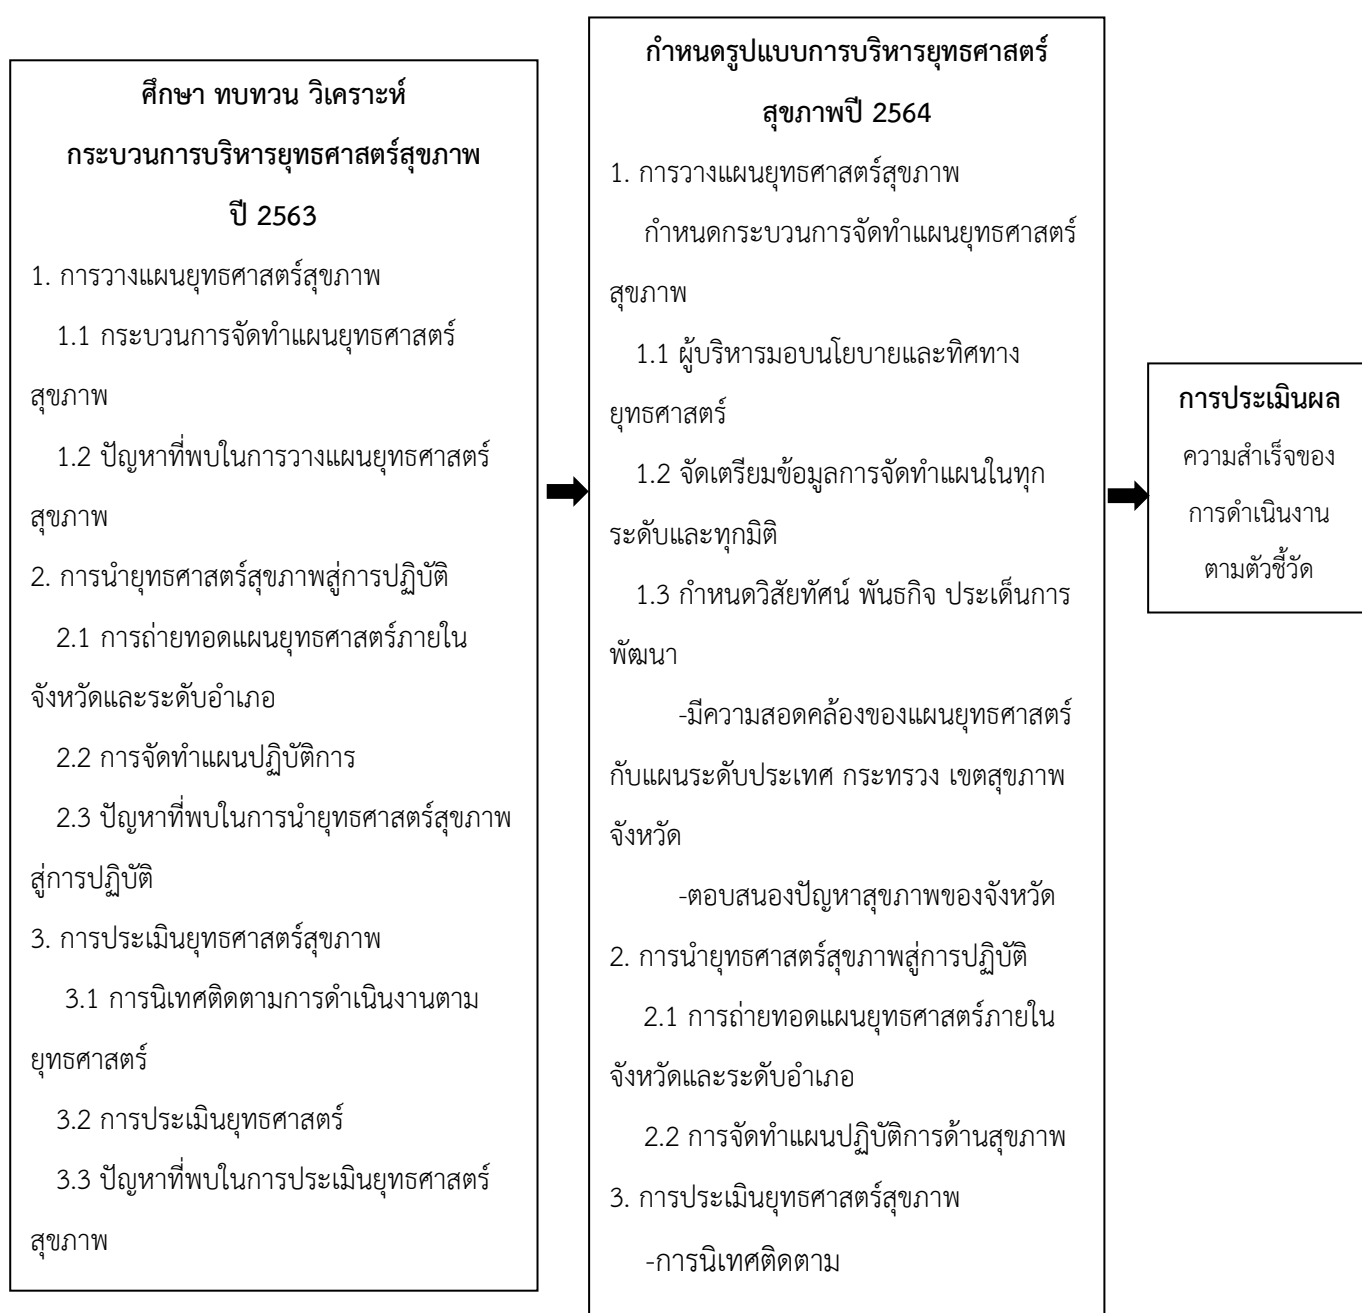 ศึกษา ทบทวน วิเคราะห์
กระบวนการบริหารยุทธศาสตร์สุขภาพ
ปี 2563
1. การวางแผนยุทธศาสตร์สุขภาพ
1.1 กระบวนการจัดทำแผนยุทธศาสตร์
สุขภาพ
1.2 ปัญหาที่พบในการวางแผนยุทธศาสตร์
สุขภาพ
2. การนำยุทธศาสตร์สุขภาพสู่การปฏิบัติ
2.1 การถ่ายทอดแผนยุทธศาสตร์ภายใน
จังหวัดและระดับอำเภอ
2.2 การจัดทำแผนปฏิบัติการ
2.3 ปัญหาที่พบในการนำยุทธศาสตร์สุขภาพ
สู่การปฏิบัติ
3. การประเมินยุทธศาสตร์สุขภาพ
3.1 การนิเทศติดตามการดำเนินงานตาม
ยุทธศาสตร์
3.2 การประเมินยุทธศาสตร์
3.3 ปัญหาที่พบในการประเมินยุทธศาสตร์
สุขภาพ
กำหนดรูปแบบการบริหารยุทธศาสตร์
สุขภาพปี 2564
1. การวางแผนยุทธศาสตร์สุขภาพ
กำหนดกระบวนการจัดทำแผนยุทธศาสตร์
สุขภาพ
1.1 ผู้บริหารมอบนโยบายและทิศทาง
ยุทธศาสตร์
1.2 จัดเตรียมข้อมูลการจัดทำแผนในทุก
ระดับและทุกมิติ
1.3 กำหนดวิสัยทัศน์ พันธกิจ ประเด็นการ
พัฒนา
-มีความสอดคล้องของแผนยุทธศาสตร์
กับแผนระดับประเทศ กระทรวง เขตสุขภาพ
จังหวัด
-ตอบสนองปัญหาสุขภาพของจังหวัด
2. การนำยุทธศาสตร์สุขภาพสู่การปฏิบัติ
2.1 การถ่ายทอดแผนยุทธศาสตร์ภายใน
จังหวัดและระดับอำเภอ
2.2 การจัดทำแผนปฏิบัติการด้านสุขภาพ
3. การประเมินยุทธศาสตร์สุขภาพ
-การนิเทศติดตาม
การประเมินผล
ความสำเร็จของ
การดำเนินงาน
ตามตัวชี้วัด